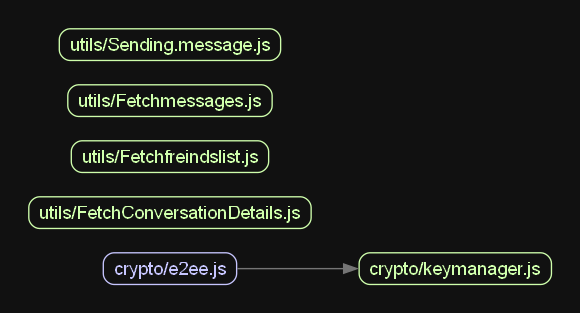 utils/Sending.message.js
utils/Fetchmessages.js
utils/Fetchfreindslist.js
utils/FetchConversationDetails.js
crypto/e2ee.js
crypto/keymanager.js